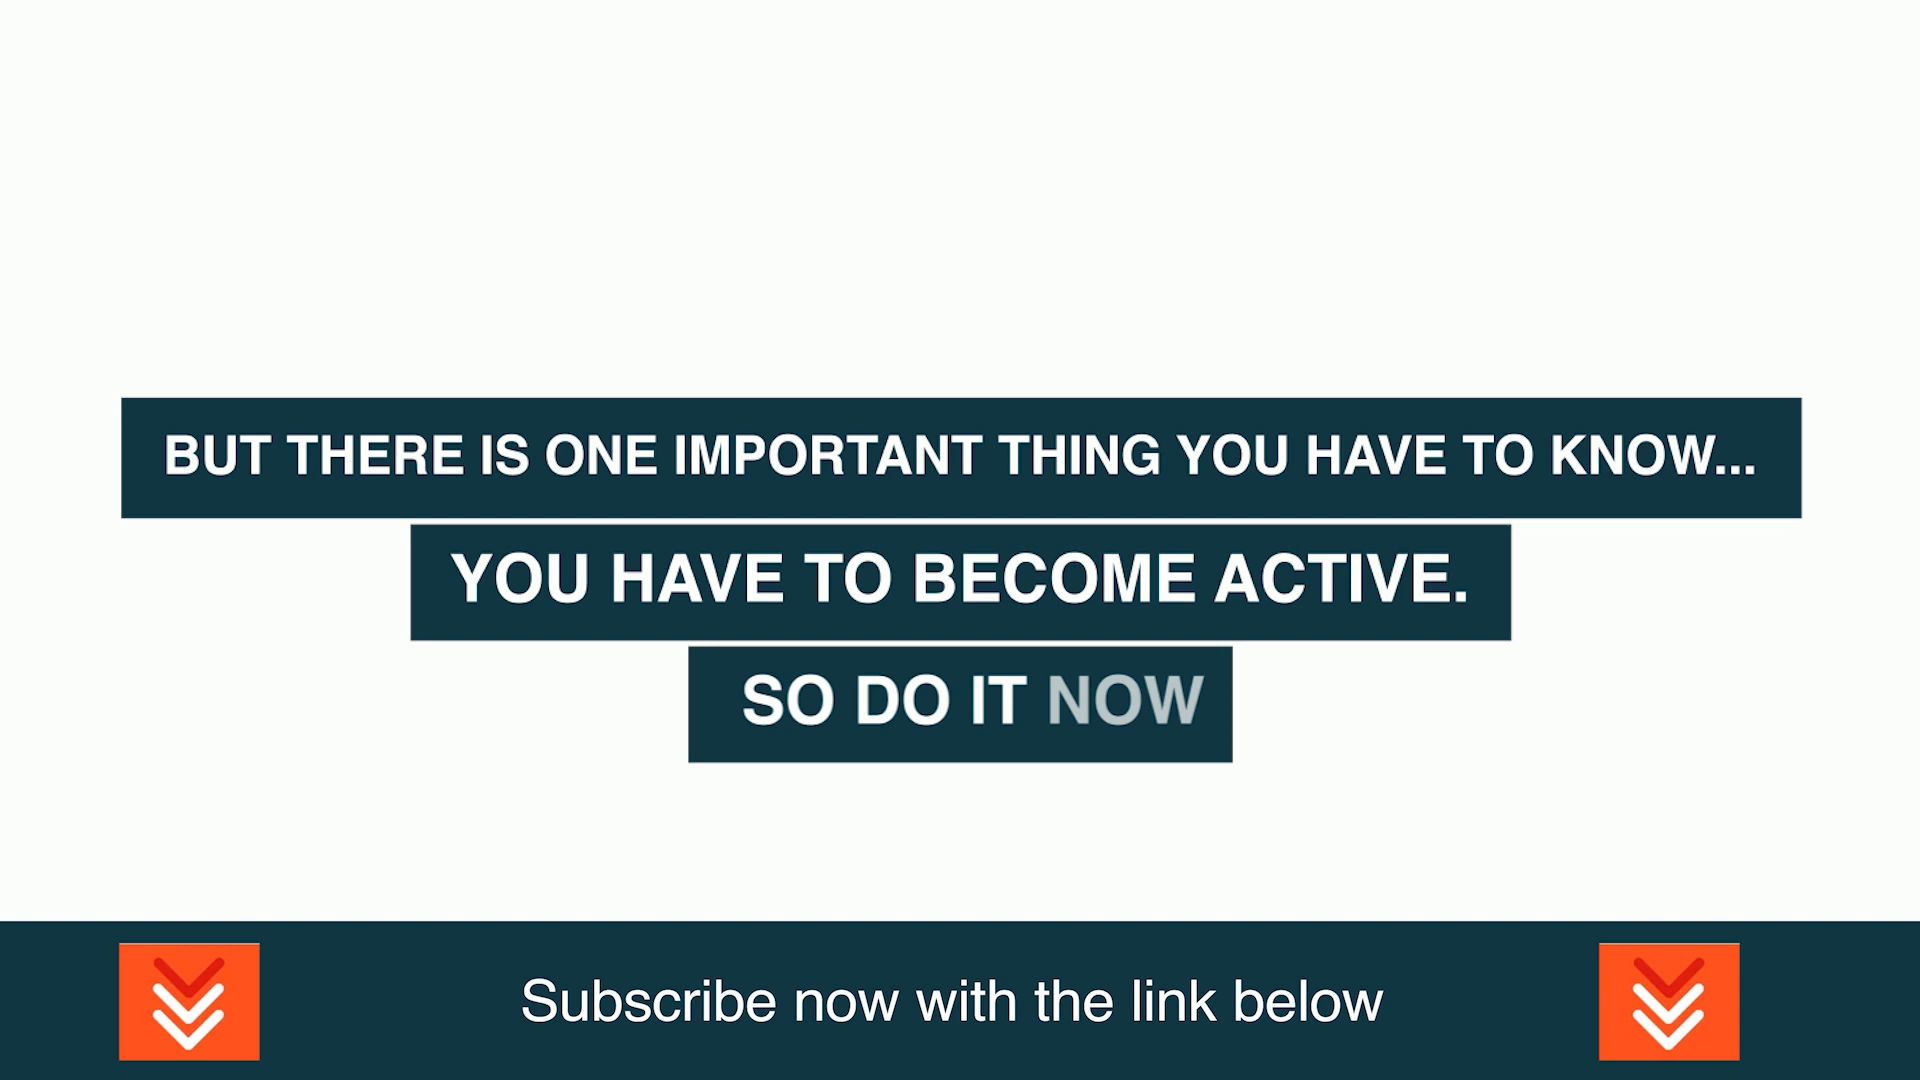 BUT THERE IS ONE IMPORTANT THING YOU HAVE TO KNOW...
YOU HAVE TO BECOME ACTIVE.
SO DO IT NOW
Subscribe now with the link below